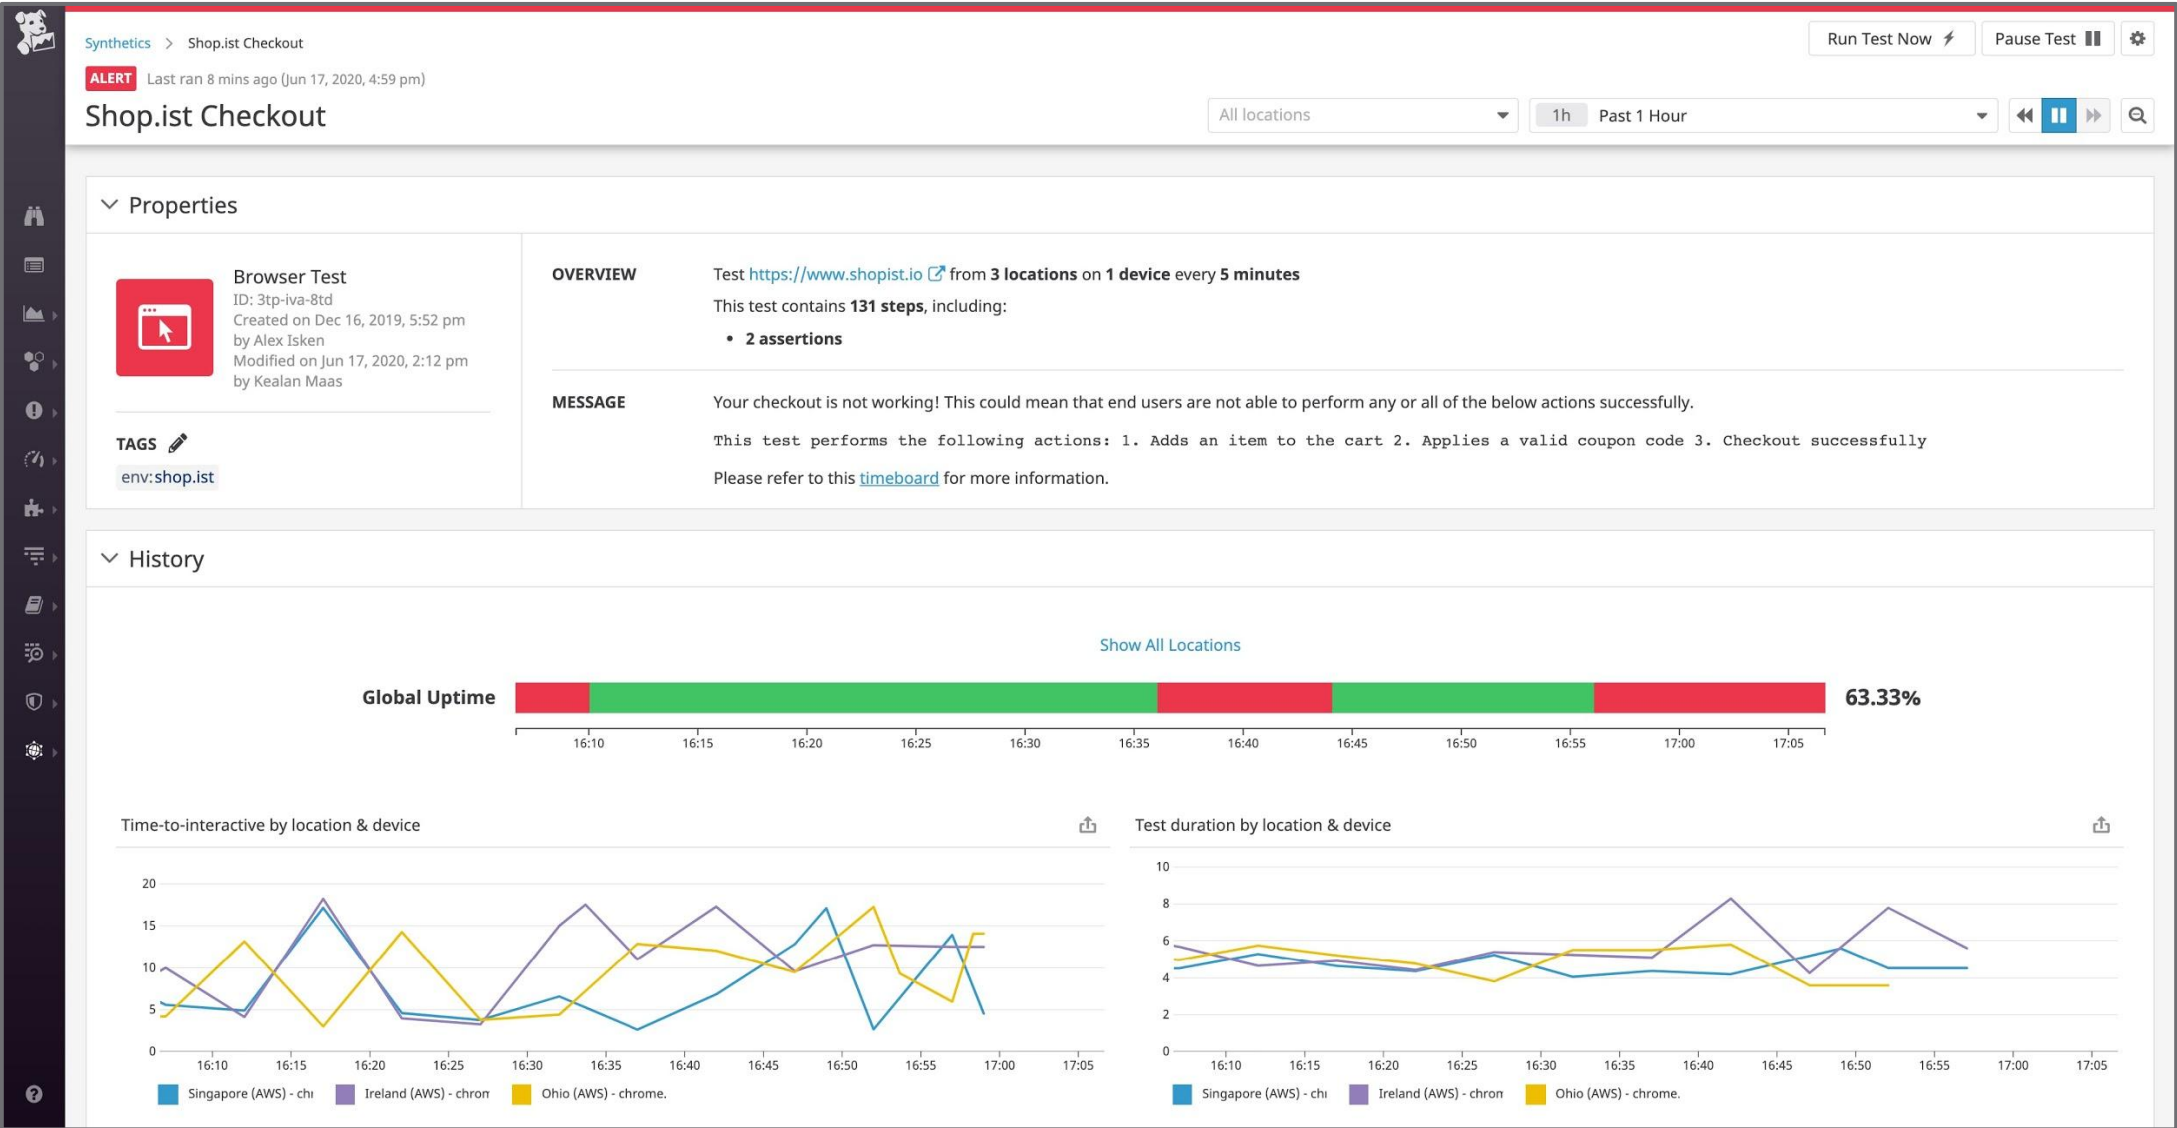 Synthetics > Shop.ist Checkout
Run Test Now
Pause Test
ALERT Last ran 8 mins ago (Jun 17, 2020, 4:59 pm)
Shop.ist Checkout
All locations
1h Past 1 Hour
Properties
Browser Test
ID: 3tp-iva-8td
Created on Dec 16, 2019, 5:52 pm
by Alex Isken
Modified on Jun 17, 2020, 2:12 pm
by Kealan Maas
TAGS
env:shop.ist
OVERVIEW
Test https://www.shopist.io from 3 locations on 1 device every 5 minutes
This test contains 131 steps, including:
• 2 assertions
MESSAGE
Your checkout is not working! This could mean that end users are not able to perform any or all of the below actions successfully.
This test performs the following actions: 1. Adds an item to the cart 2. Applies a valid coupon code 3. Checkout successfully
Please refer to this timeboard for more information.
History
Show All Locations
Global Uptime
63.33%
16:10 16:15 16:20 16:25 16:30 16:35 16:40 16:45 16:50 16:55 17:00 17:05
Time-to-interactive by location & device
20
15
10
5
0
16:10 16:15 16:20 16:25 16:30 16:35 16:40 16:45 16:50 16:55 17:00 17:05
Singapore (AWS) - chr Ireland (AWS) - chrom Ohio (AWS) - chrome.
Test duration by location & device
10
8
6
4
2
0
16:10 16:15 16:20 16:25 16:30 16:35 16:40 16:45 16:50 16:55 17:00 17:05
Singapore (AWS) - chr Ireland (AWS) - chrom Ohio (AWS) - chrome.